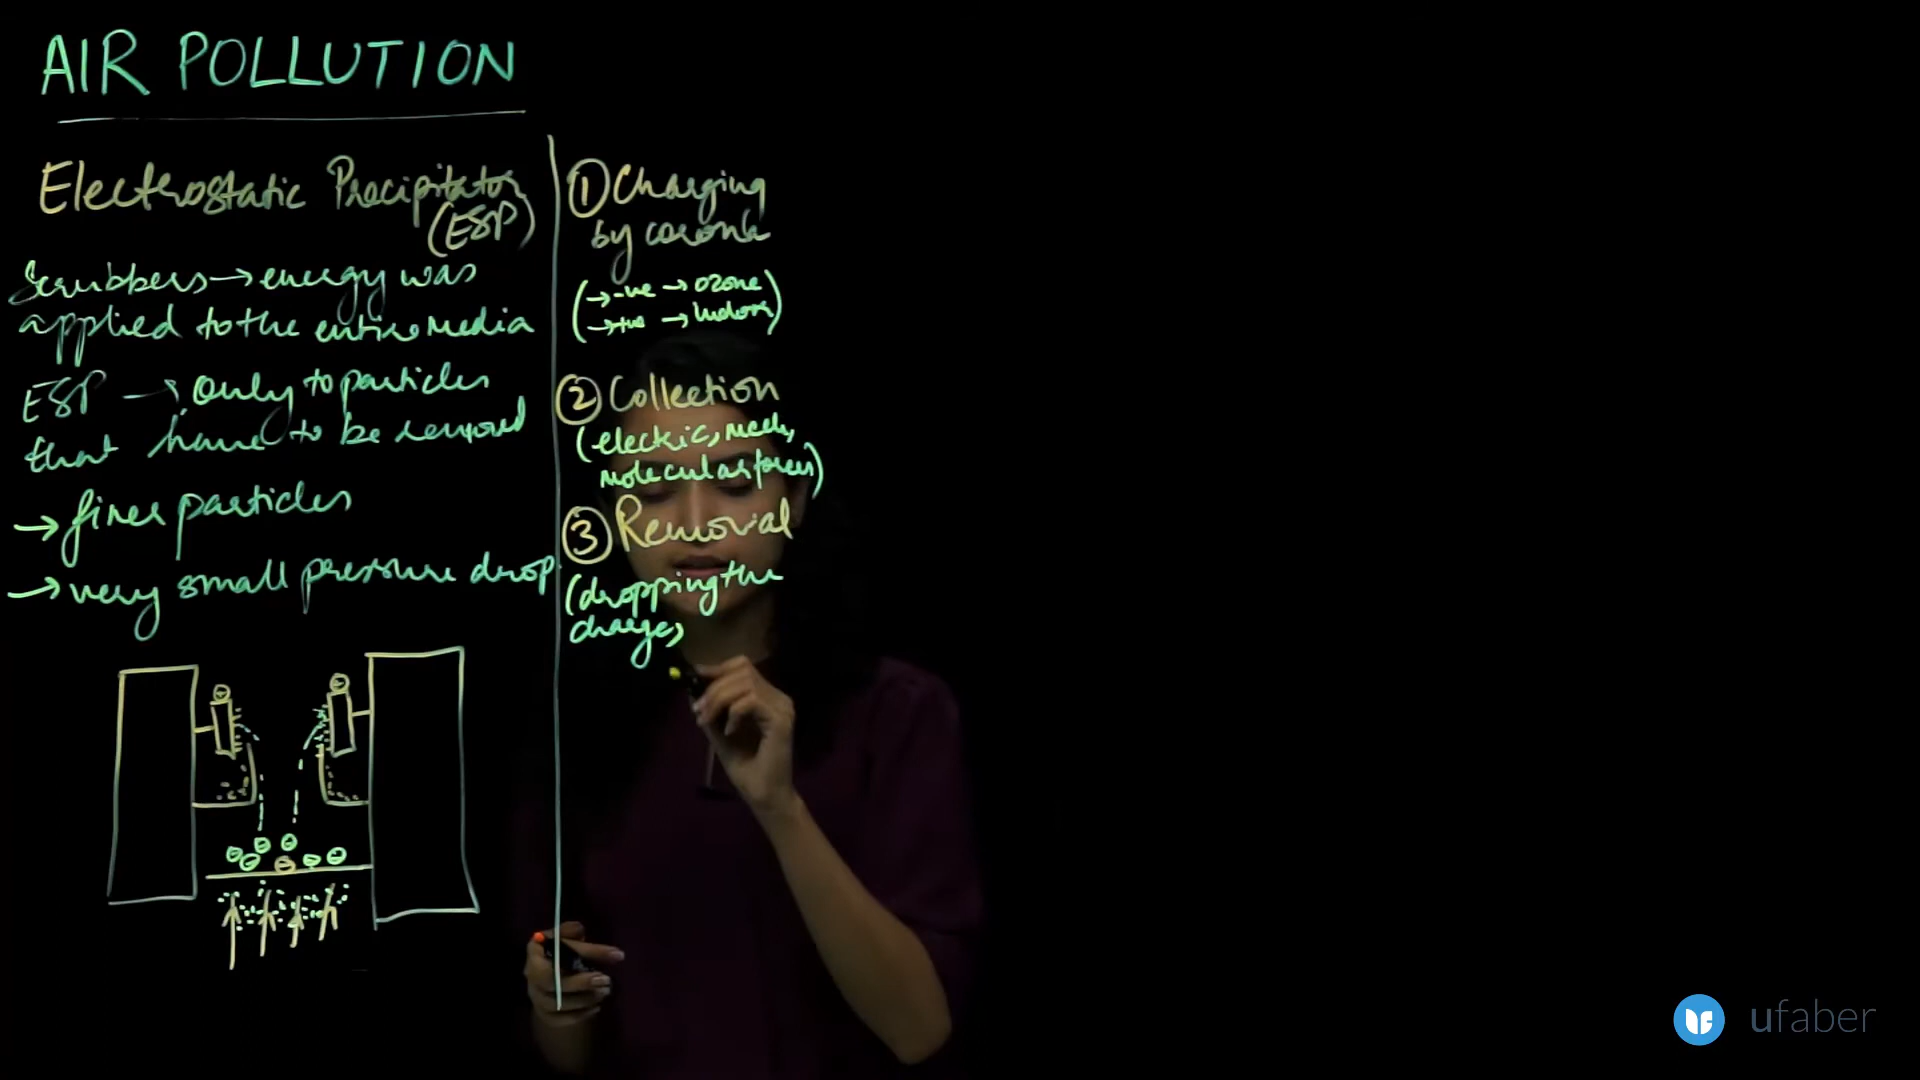 AIR POLLUTION
Electrostatic Precipitator
(ESP)
Scrubbers → energy was
applied to the entire media
ESP → only to particles
that have to be removed
→ finer particles
→ very small pressure drop
① Charging
by corona
(→ -ve → ozone
→ +ve → Indoor)
② Collection
(electric, mech,
molecular forces)
③ Removal
(dropping the
charge,
ufaber